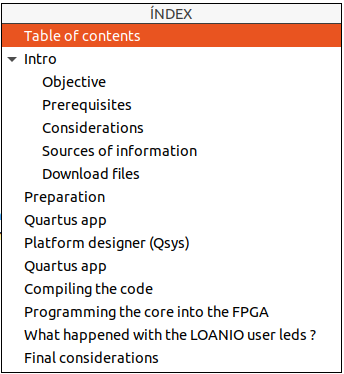 ÍNDEX
Table of contents
Intro
Objective
Prerequisites
Considerations
Sources of information
Download files
Preparation
Quartus app
Platform designer (Qsys)
Quartus app
Compiling the code
Programming the core into the FPGA
What happened with the LOANIO user leds ?
Final considerations